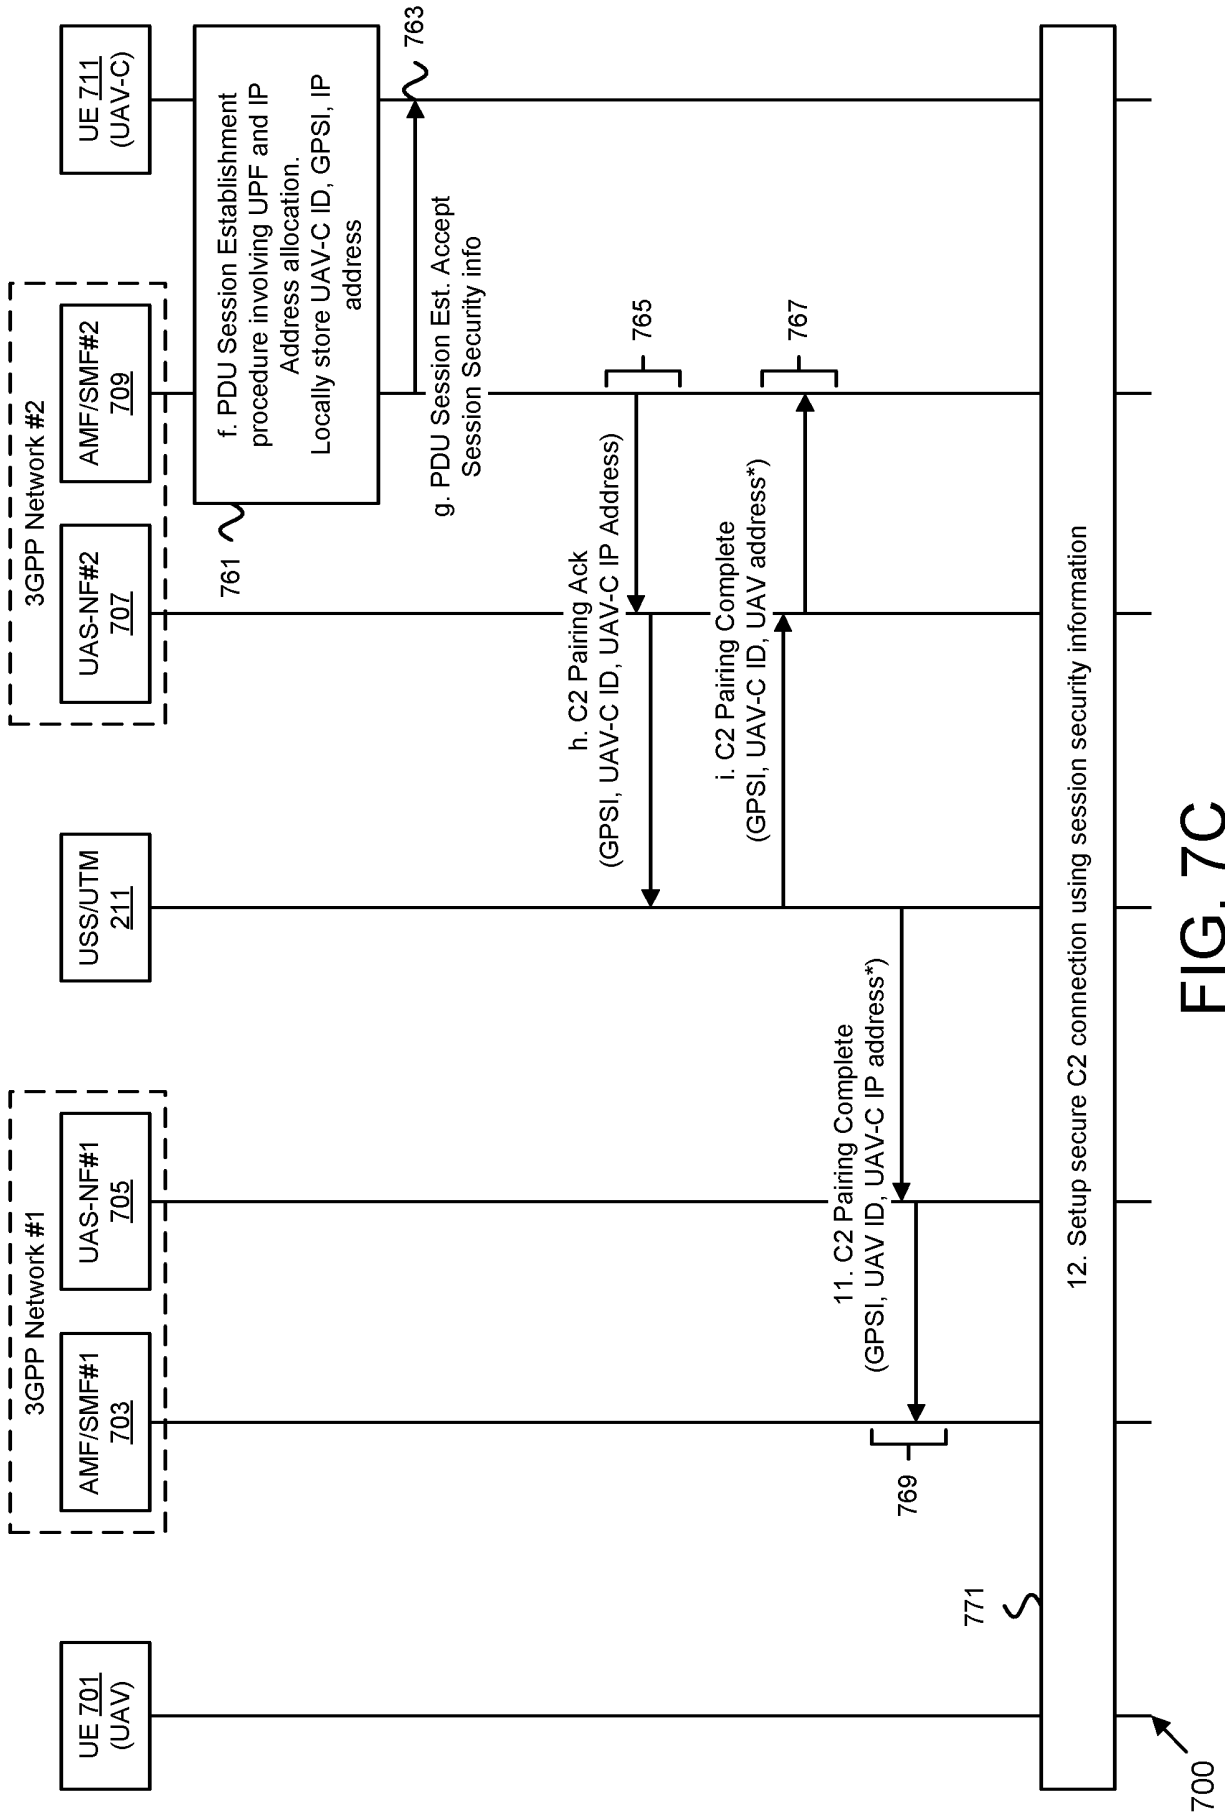 3GPP Network #1
3GPP Network #2
UE 701
(UAV)
AMF/SMF#1
703
UAS-NF#1
705
USS/UTM
211
UAS-NF#2
707
AMF/SMF#2
709
UE 711
(UAV-C)
f. PDU Session Establishment
procedure involving UPF and IP
Address allocation.
Locally store UAV-C ID, GPSI, IP
address
761
763
g. PDU Session Est. Accept
Session Security info
h. C2 Pairing Ack
(GPSI, UAV-C ID, UAV-C IP Address)
765
i. C2 Pairing Complete
(GPSI, UAV-C ID, UAV address*)
767
11. C2 Pairing Complete
(GPSI, UAV ID, UAV-C IP address*)
769
771
12. Setup secure C2 connection using session security information
700
FIG. 7C